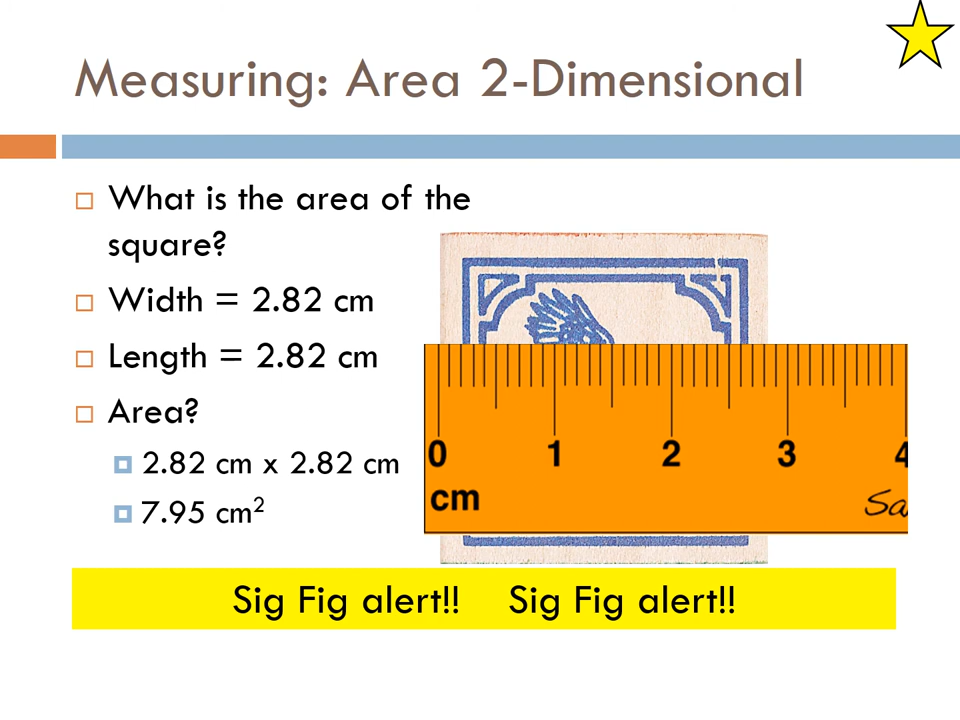 Measuring: Area 2-Dimensional
What is the area of the
square?
Width = 2.82 cm
Length = 2.82 cm
Area?
2.82 cm x 2.82 cm
7.95 cm²
0 1 2 3 4
cm
Sig Fig alert!! Sig Fig alert!!